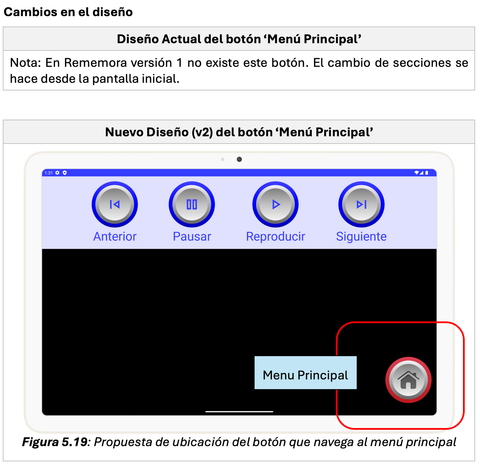 Cambios en el diseño
Diseño Actual del botón ‘Menú Principal’
Nota: En Rememora versión 1 no existe este botón. El cambio de secciones se
hace desde la pantalla inicial.
Nuevo Diseño (v2) del botón ‘Menú Principal’
1:31
Anterior Pausar Reproducir Siguiente
Menu Principal
Figura 5.19: Propuesta de ubicación del botón que navega al menú principal